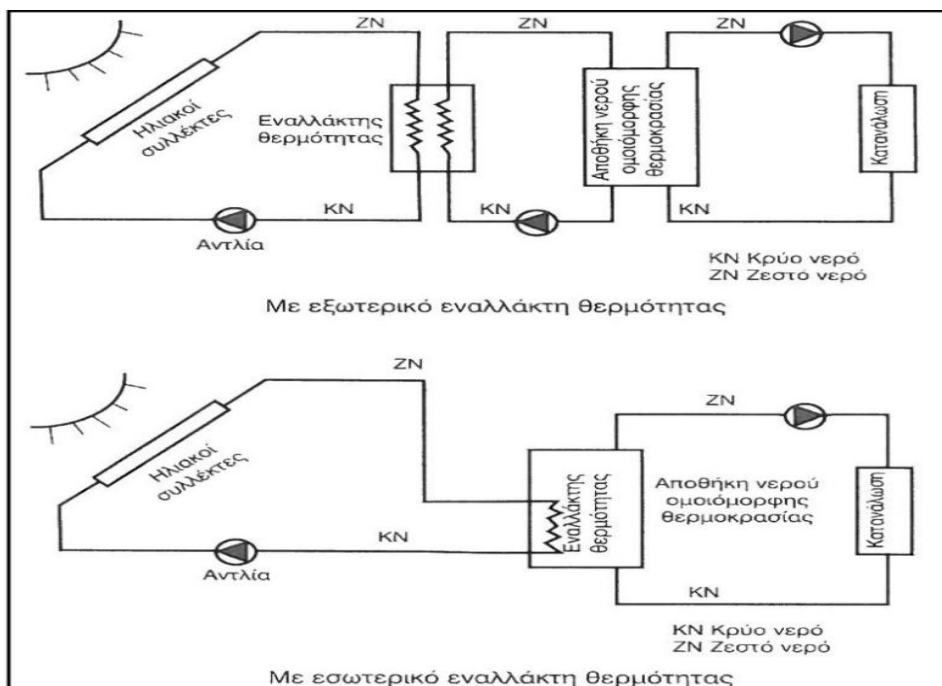 ZN
ZN
ZN
Ηλιακοί
συλλέκτες
Εναλλάκτης
θερμότητας
Αποθήκη νερού
ομοιόμορφης
θερμοκρασίας
Κατανάλωση
KN
KN
KN
Αντλία
KN Κρύο νερό
ZN Ζεστό νερό
Με εξωτερικό εναλλάκτη θερμότητας
ZN
ZN
Ηλιακοί
συλλέκτες
Εναλλάκτης
θερμότητας
Αποθήκη νερού
ομοιόμορφης
θερμοκρασίας
Κατανάλωση
KN
Αντλία
KN
KN Κρύο νερό
ZN Ζεστό νερό
Με εσωτερικό εναλλάκτη θερμότητας